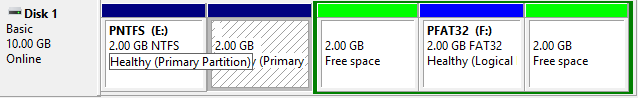 Disk 1
Basic
10.00 GB
Online
PNTFS (E:)
2.00 GB NTFS
Healthy (Primary Partition)
2.00 GB
y (Primary
2.00 GB
Free space
PFAT32 (F:)
2.00 GB FAT32
Healthy (Logical
2.00 GB
Free space